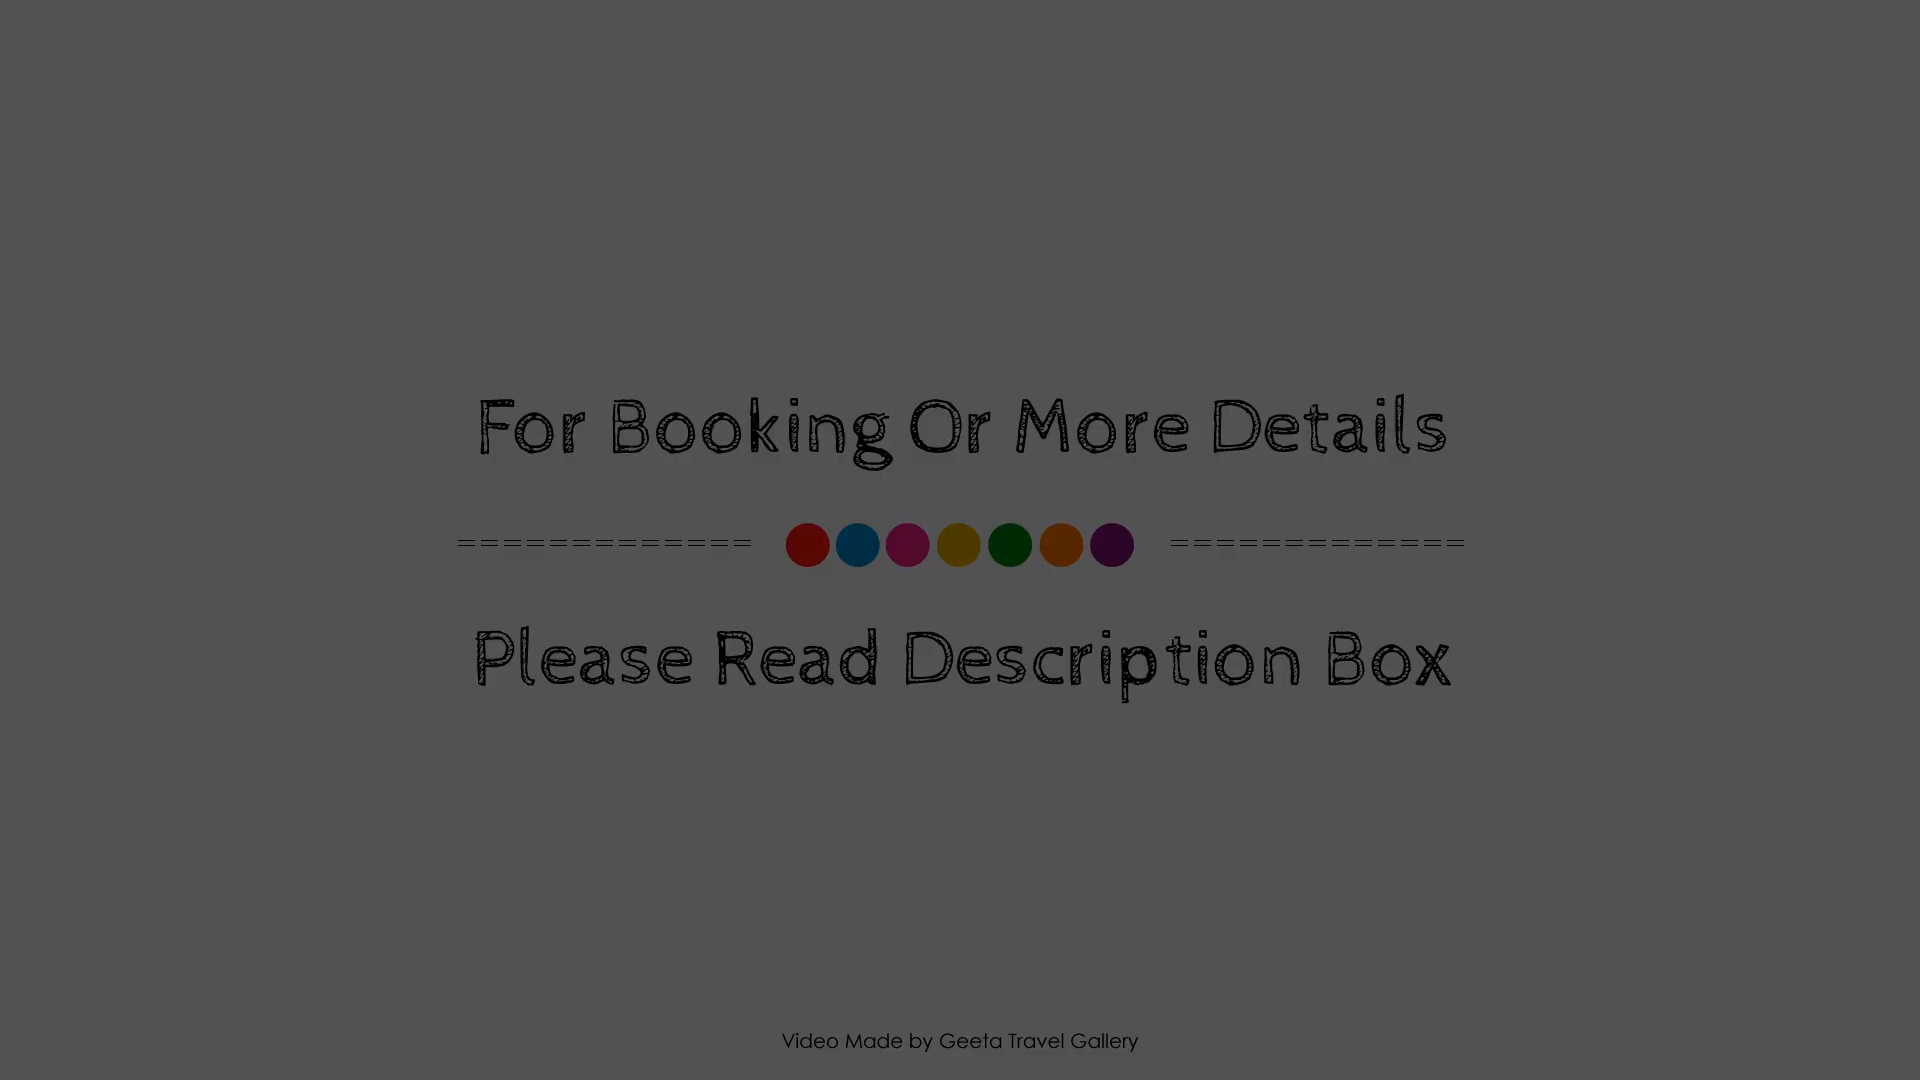 For Booking Or More Details
============= =============
Please Read Description Box
Video Made by Geeta Travel Gallery